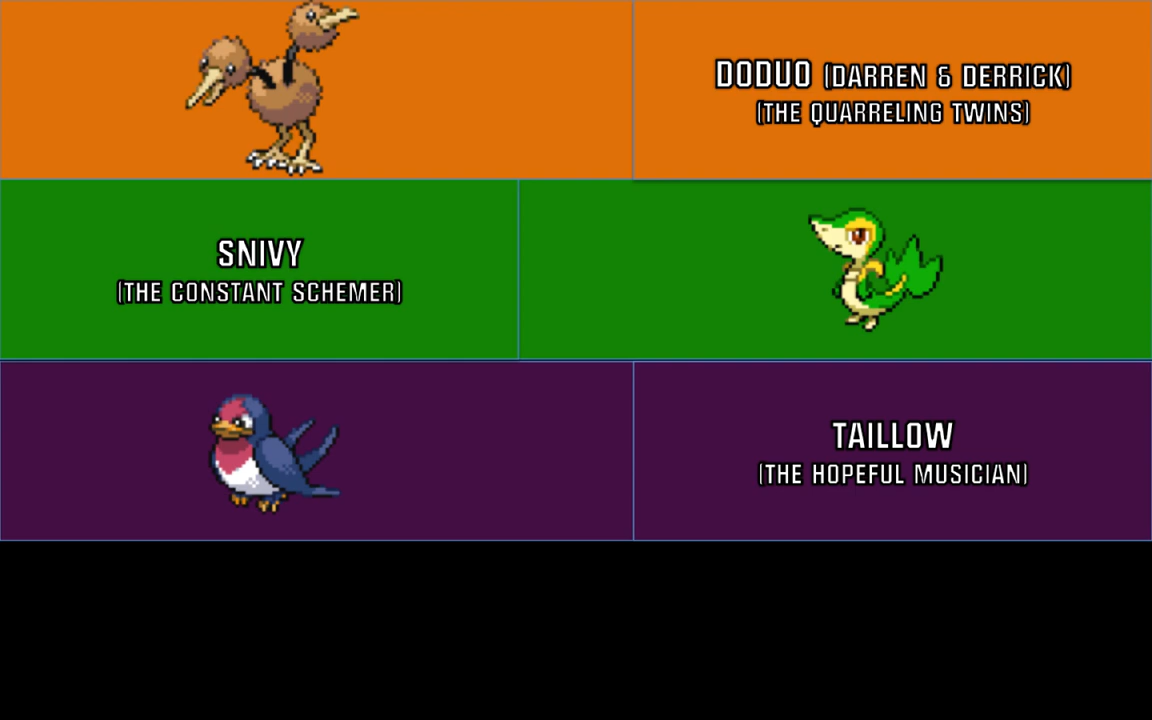 DODUO (DARREN & DERRICK)
(THE QUARRELING TWINS)
SNIVY
(THE CONSTANT SCHEMER)
TAILLOW
(THE HOPEFUL MUSICIAN)